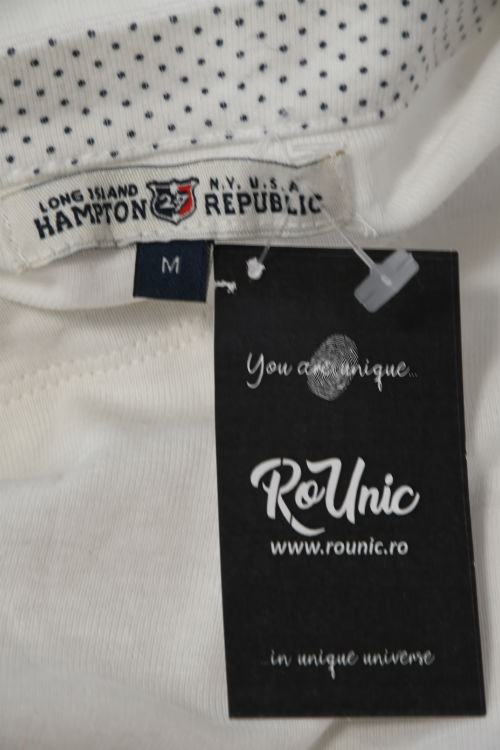 LONG ISLAND
HAMPTON
27
N.Y. U.S.A
REPUBLIC
M
You are unique...
RoUnic
www.rounic.ro
...in unique universe